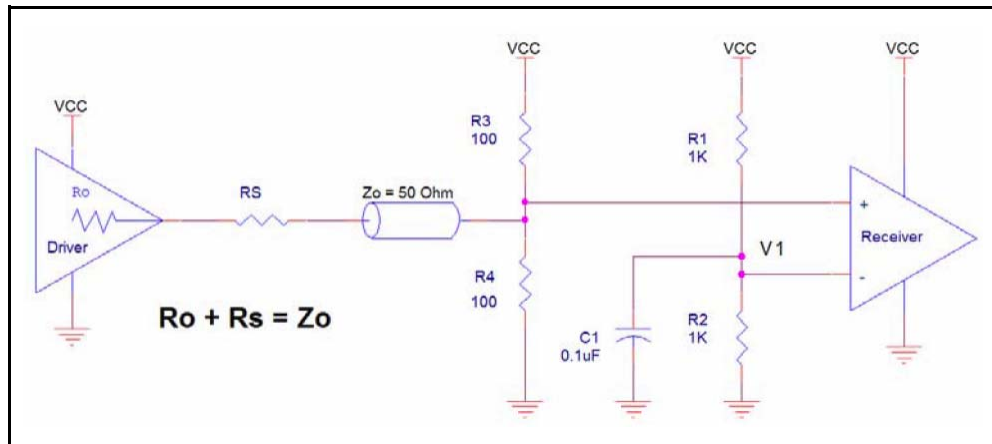 VCC
Ro
Driver
RS
Zo = 50 Ohm
VCC
R3
100
R4
100
VCC
R1
1K
V1
R2
1K
C1
0.1uF
VCC
+
Receiver
-
Ro + Rs = Zo